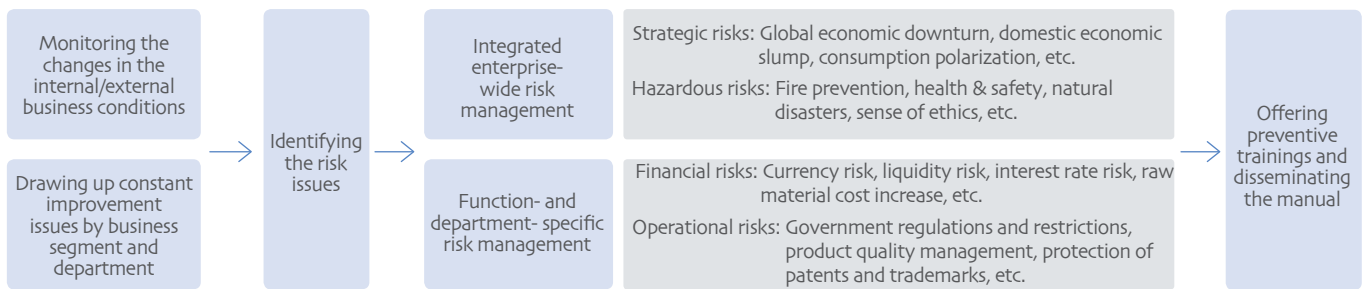 Monitoring the
changes in the
internal/external
business conditions
Drawing up constant
improvement
issues by business
segment and
department
Identifying
the risk
issues
Integrated
enterprise-
wide risk
management
Strategic risks: Global economic downturn, domestic economic
slump, consumption polarization, etc.
Hazardous risks: Fire prevention, health & safety, natural
disasters, sense of ethics, etc.
Function- and
department- specific
risk management
Financial risks: Currency risk, liquidity risk, interest rate risk, raw
material cost increase, etc.
Operational risks: Government regulations and restrictions,
product quality management, protection of
patents and trademarks, etc.
Offering
preventive
trainings and
disseminating
the manual